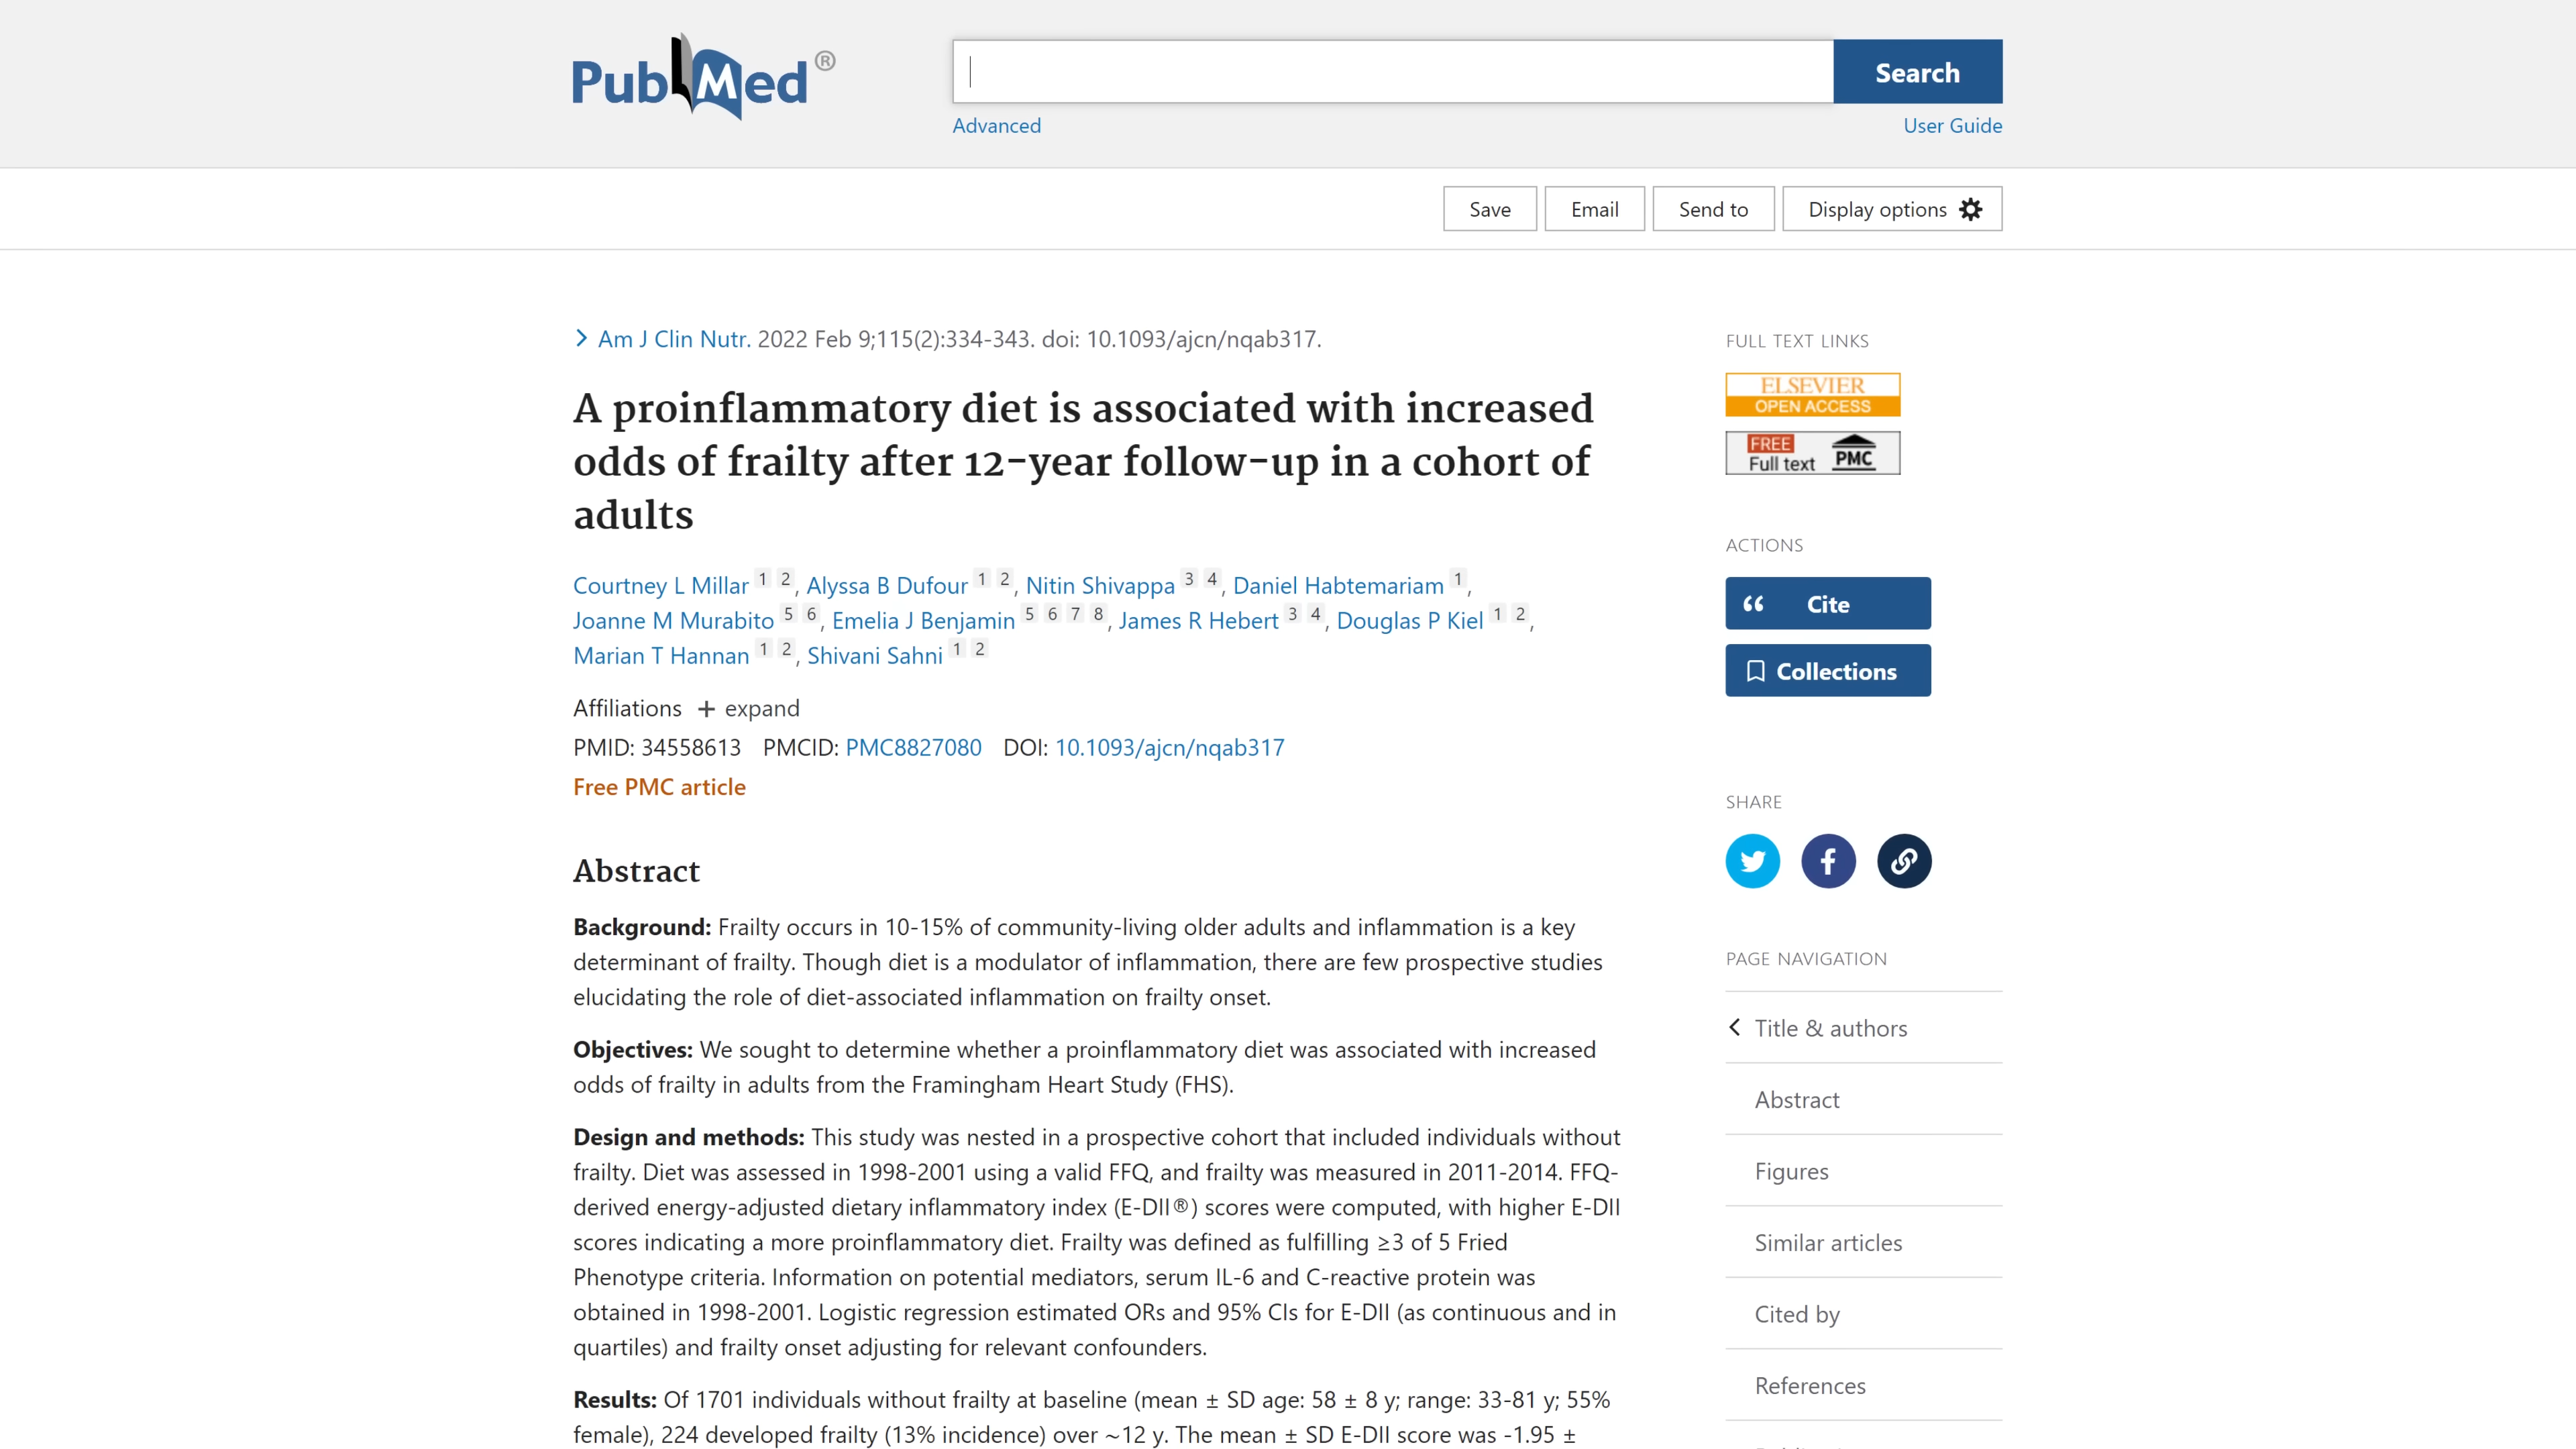 PubMed®
Search
Advanced
User Guide
Save
Email
Send to
Display options
Am J Clin Nutr. 2022 Feb 9;115(2):334-343. doi: 10.1093/ajcn/nqab317.
A proinflammatory diet is associated with increased
odds of frailty after 12-year follow-up in a cohort of
adults
Courtney L Millar 1 2, Alyssa B Dufour 1 2, Nitin Shivappa 3 4, Daniel Habtemariam 1,
Joanne M Murabito 5 6, Emelia J Benjamin 5 6 7 8, James R Hebert 3 4, Douglas P Kiel 1 2,
Marian T Hannan 1 2, Shivani Sahni 1 2
Affiliations + expand
PMID: 34558613 PMCID: PMC8827080 DOI: 10.1093/ajcn/nqab317
Free PMC article
Abstract
Background: Frailty occurs in 10-15% of community-living older adults and inflammation is a key
determinant of frailty. Though diet is a modulator of inflammation, there are few prospective studies
elucidating the role of diet-associated inflammation on frailty onset.
Objectives: We sought to determine whether a proinflammatory diet was associated with increased
odds of frailty in adults from the Framingham Heart Study (FHS).
Design and methods: This study was nested in a prospective cohort that included individuals without
frailty. Diet was assessed in 1998-2001 using a valid FFQ, and frailty was measured in 2011-2014. FFQ-
derived energy-adjusted dietary inflammatory index (E-DII®) scores were computed, with higher E-DII
scores indicating a more proinflammatory diet. Frailty was defined as fulfilling ≥3 of 5 Fried
Phenotype criteria. Information on potential mediators, serum IL-6 and C-reactive protein was
obtained in 1998-2001. Logistic regression estimated ORs and 95% CIs for E-DII (as continuous and in
quartiles) and frailty onset adjusting for relevant confounders.
Results: Of 1701 individuals without frailty at baseline (mean ± SD age: 58 ± 8 y; range: 33-81 y; 55%
female), 224 developed frailty (13% incidence) over ~12 y. The mean ± SD E-DII score was -1.95 ±
FULL TEXT LINKS
ELSEVIER
OPEN ACCESS
FREE
Full text
PMC
ACTIONS
Cite
Collections
SHARE
PAGE NAVIGATION
Title & authors
Abstract
Figures
Similar articles
Cited by
References